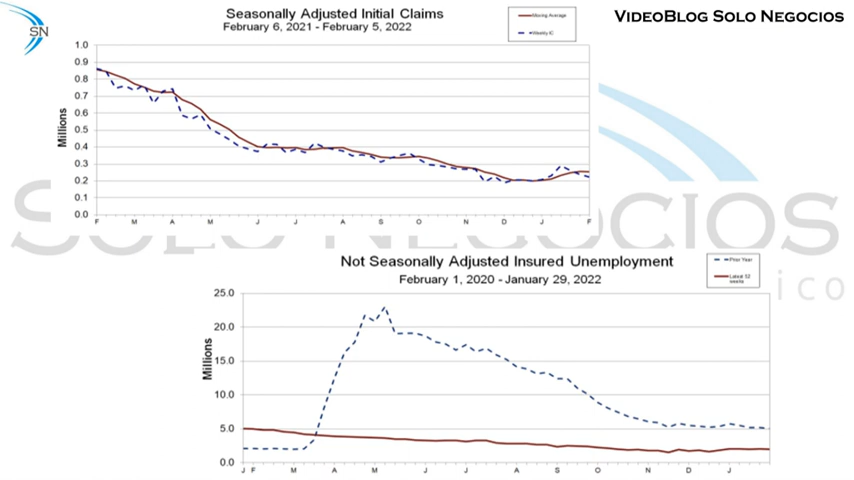 SN
VIDEOBLOG SOLO NEGOCIOS
Seasonally Adjusted Initial Claims
February 6, 2021 - February 5, 2022
Moving Average
Weekly IC
Millions
1.0
0.9
0.8
0.7
0.6
0.5
0.4
0.3
0.2
0.1
0.0
F M A M J J A S O N D J F
SOLO NEGOCIOS
ico
Not Seasonally Adjusted Insured Unemployment
February 1, 2020 - January 29, 2022
Prior Year
Latest 52
weeks
Millions
25.0
20.0
15.0
10.0
5.0
0.0
J F M A M J J A S O N D J